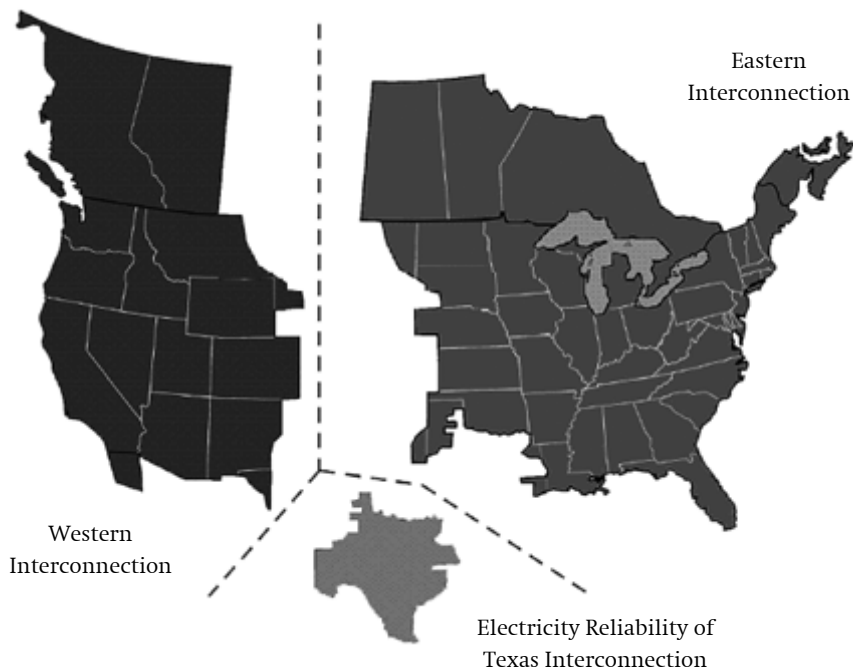 Eastern
Interconnection
Western
Interconnection
Electricity Reliability of
Texas Interconnection